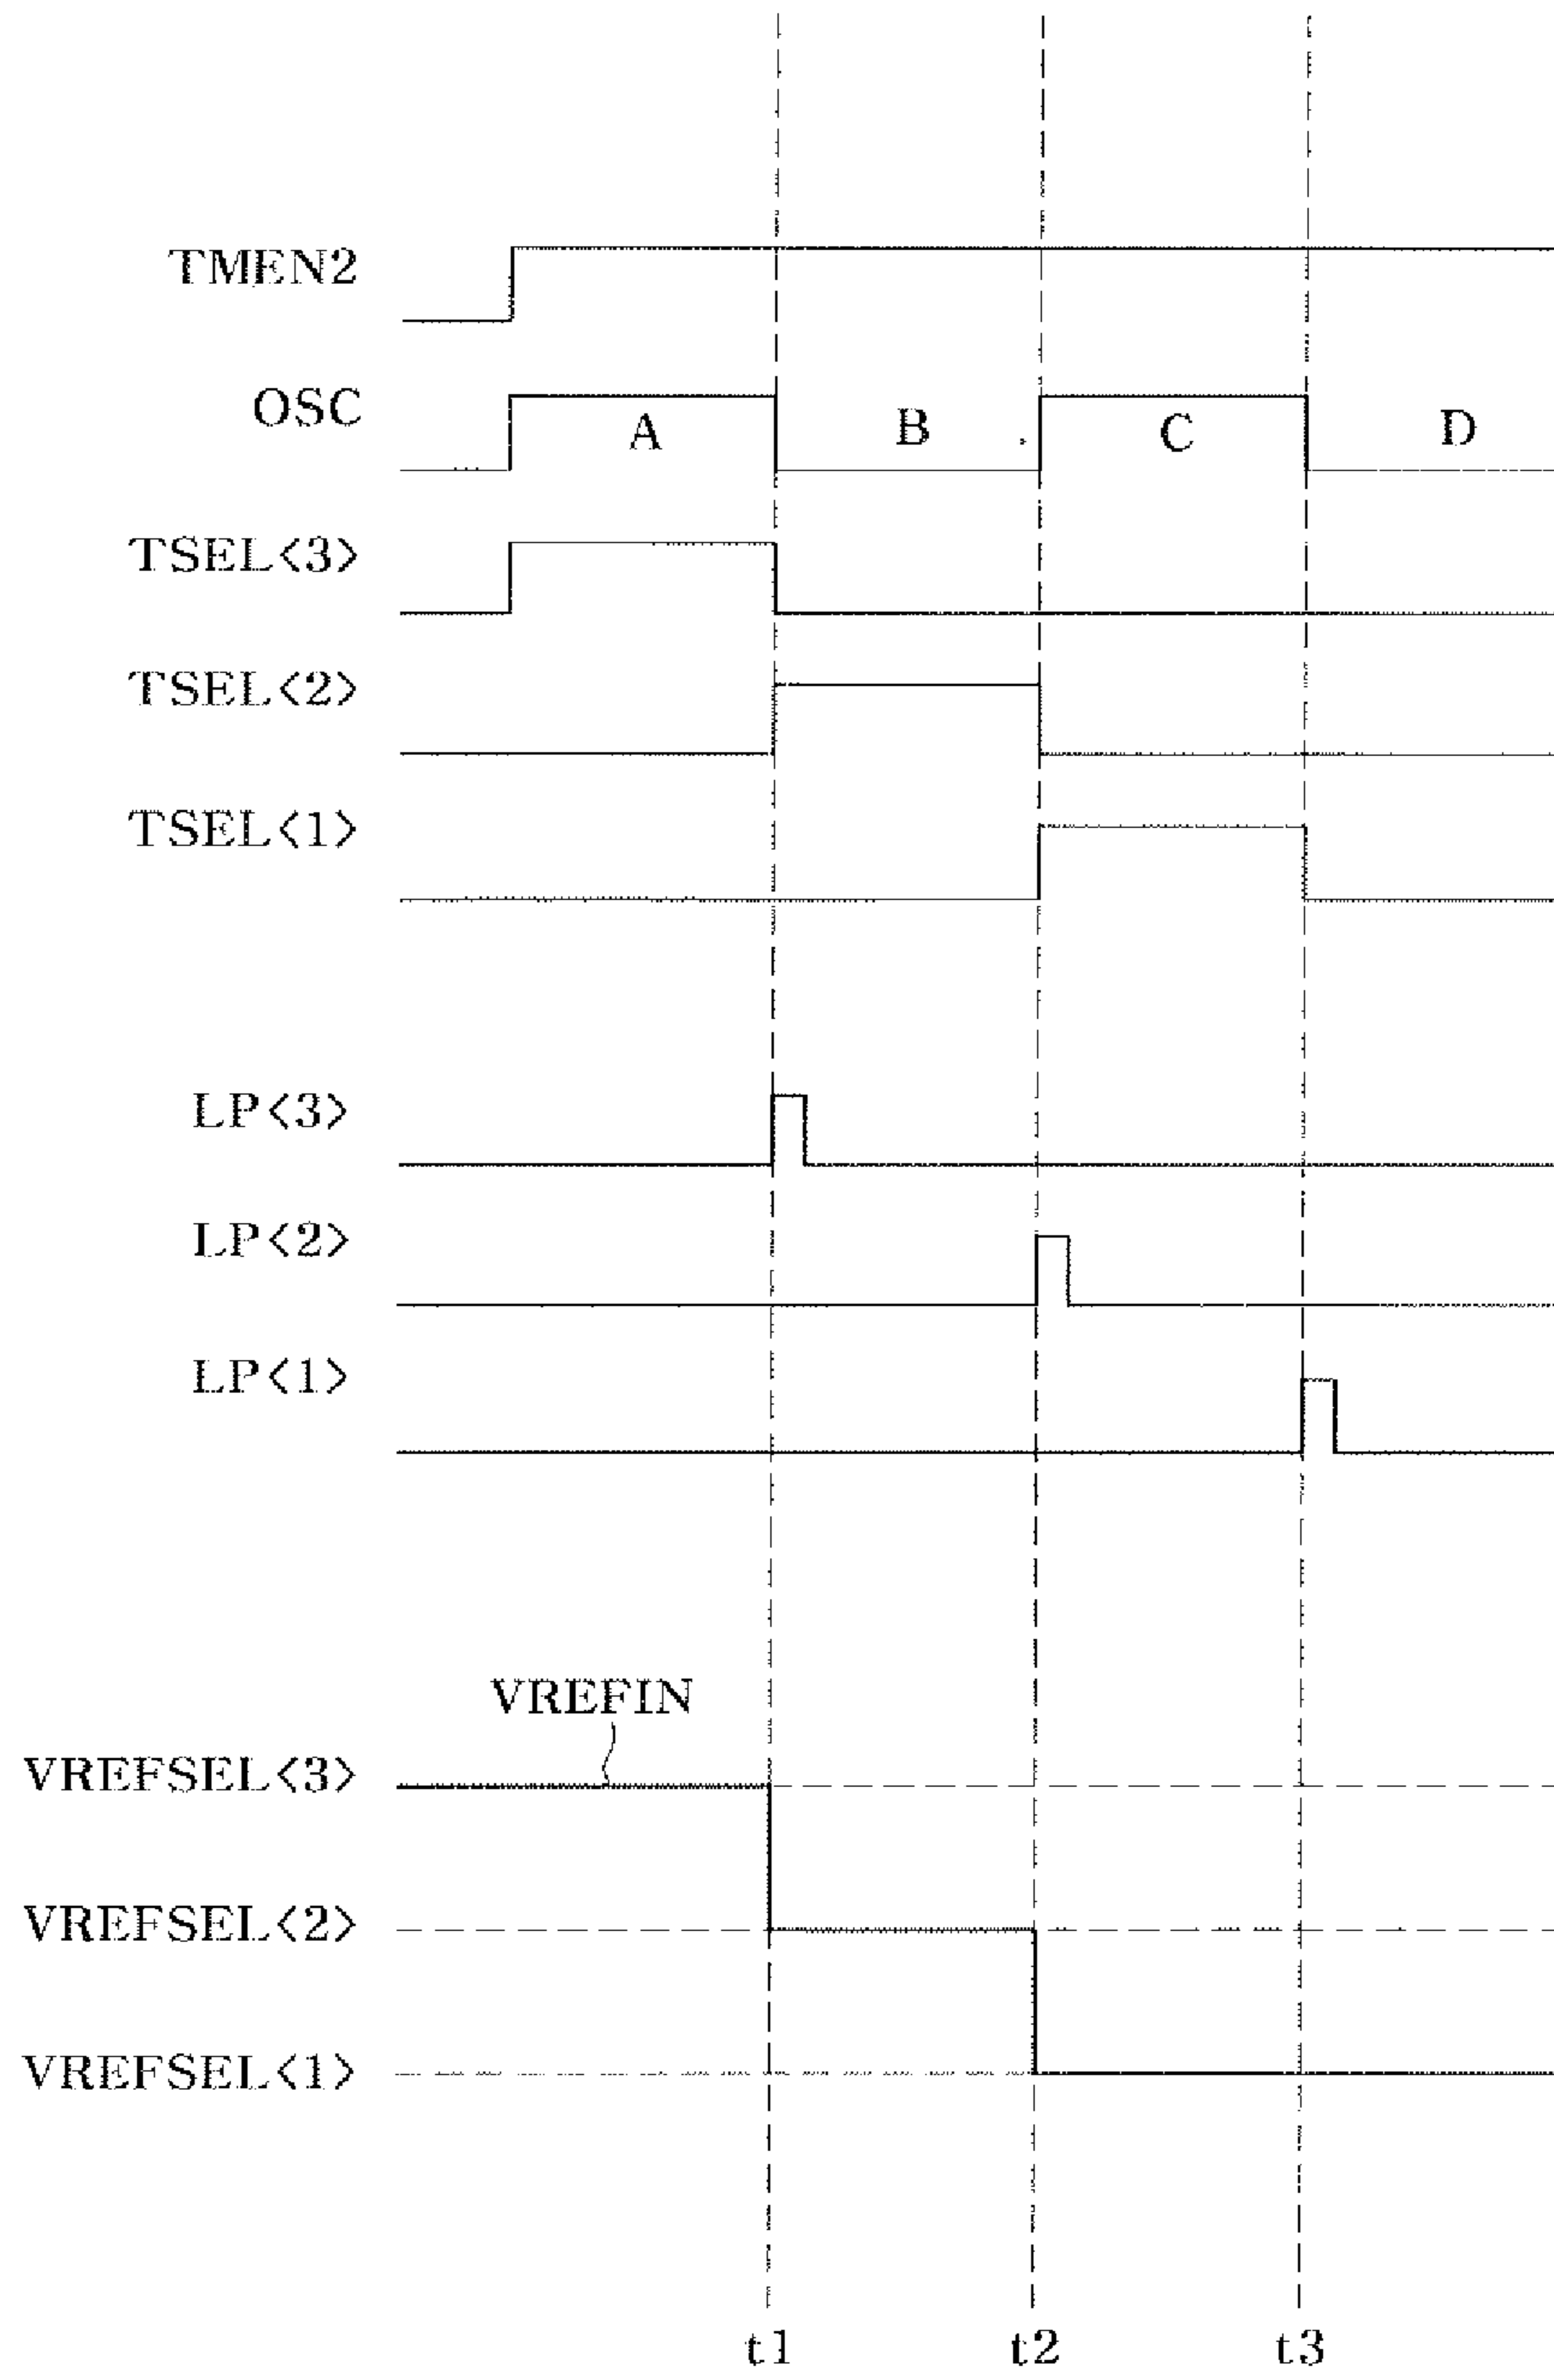 TMEN2
OSC
A B C D
TSEL<3>
TSEL<2>
TSEL<1>
LP<3>
LP<2>
LP<1>
VREFIN
VREFSEL<3>
VREFSEL<2>
VREFSEL<1>
t1 t2 t3